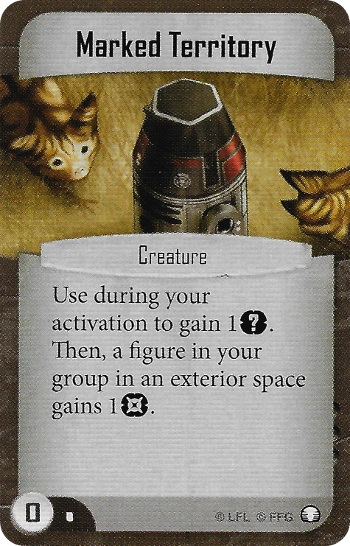 Marked Territory
Creature
Use during your
activation to gain 1 ?.
Then, a figure in your
group in an exterior space
gains 1 .
0
© LFL © FFG